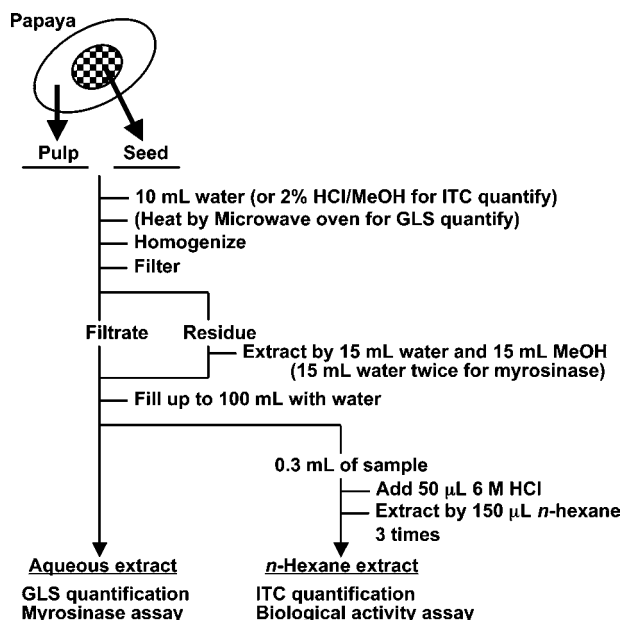 Papaya
Pulp Seed
10 mL water (or 2% HCl/MeOH for ITC quantify)
(Heat by Microwave oven for GLS quantify)
Homogenize
Filter
Filtrate Residue
Extract by 15 mL water and 15 mL MeOH
(15 mL water twice for myrosinase)
Fill up to 100 mL with water
0.3 mL of sample
Add 50 μL 6 M HCl
Extract by 150 μL n-hexane
3 times
Aqueous extract n-Hexane extract
GLS quantification ITC quantification
Myrosinase assay Biological activity assay